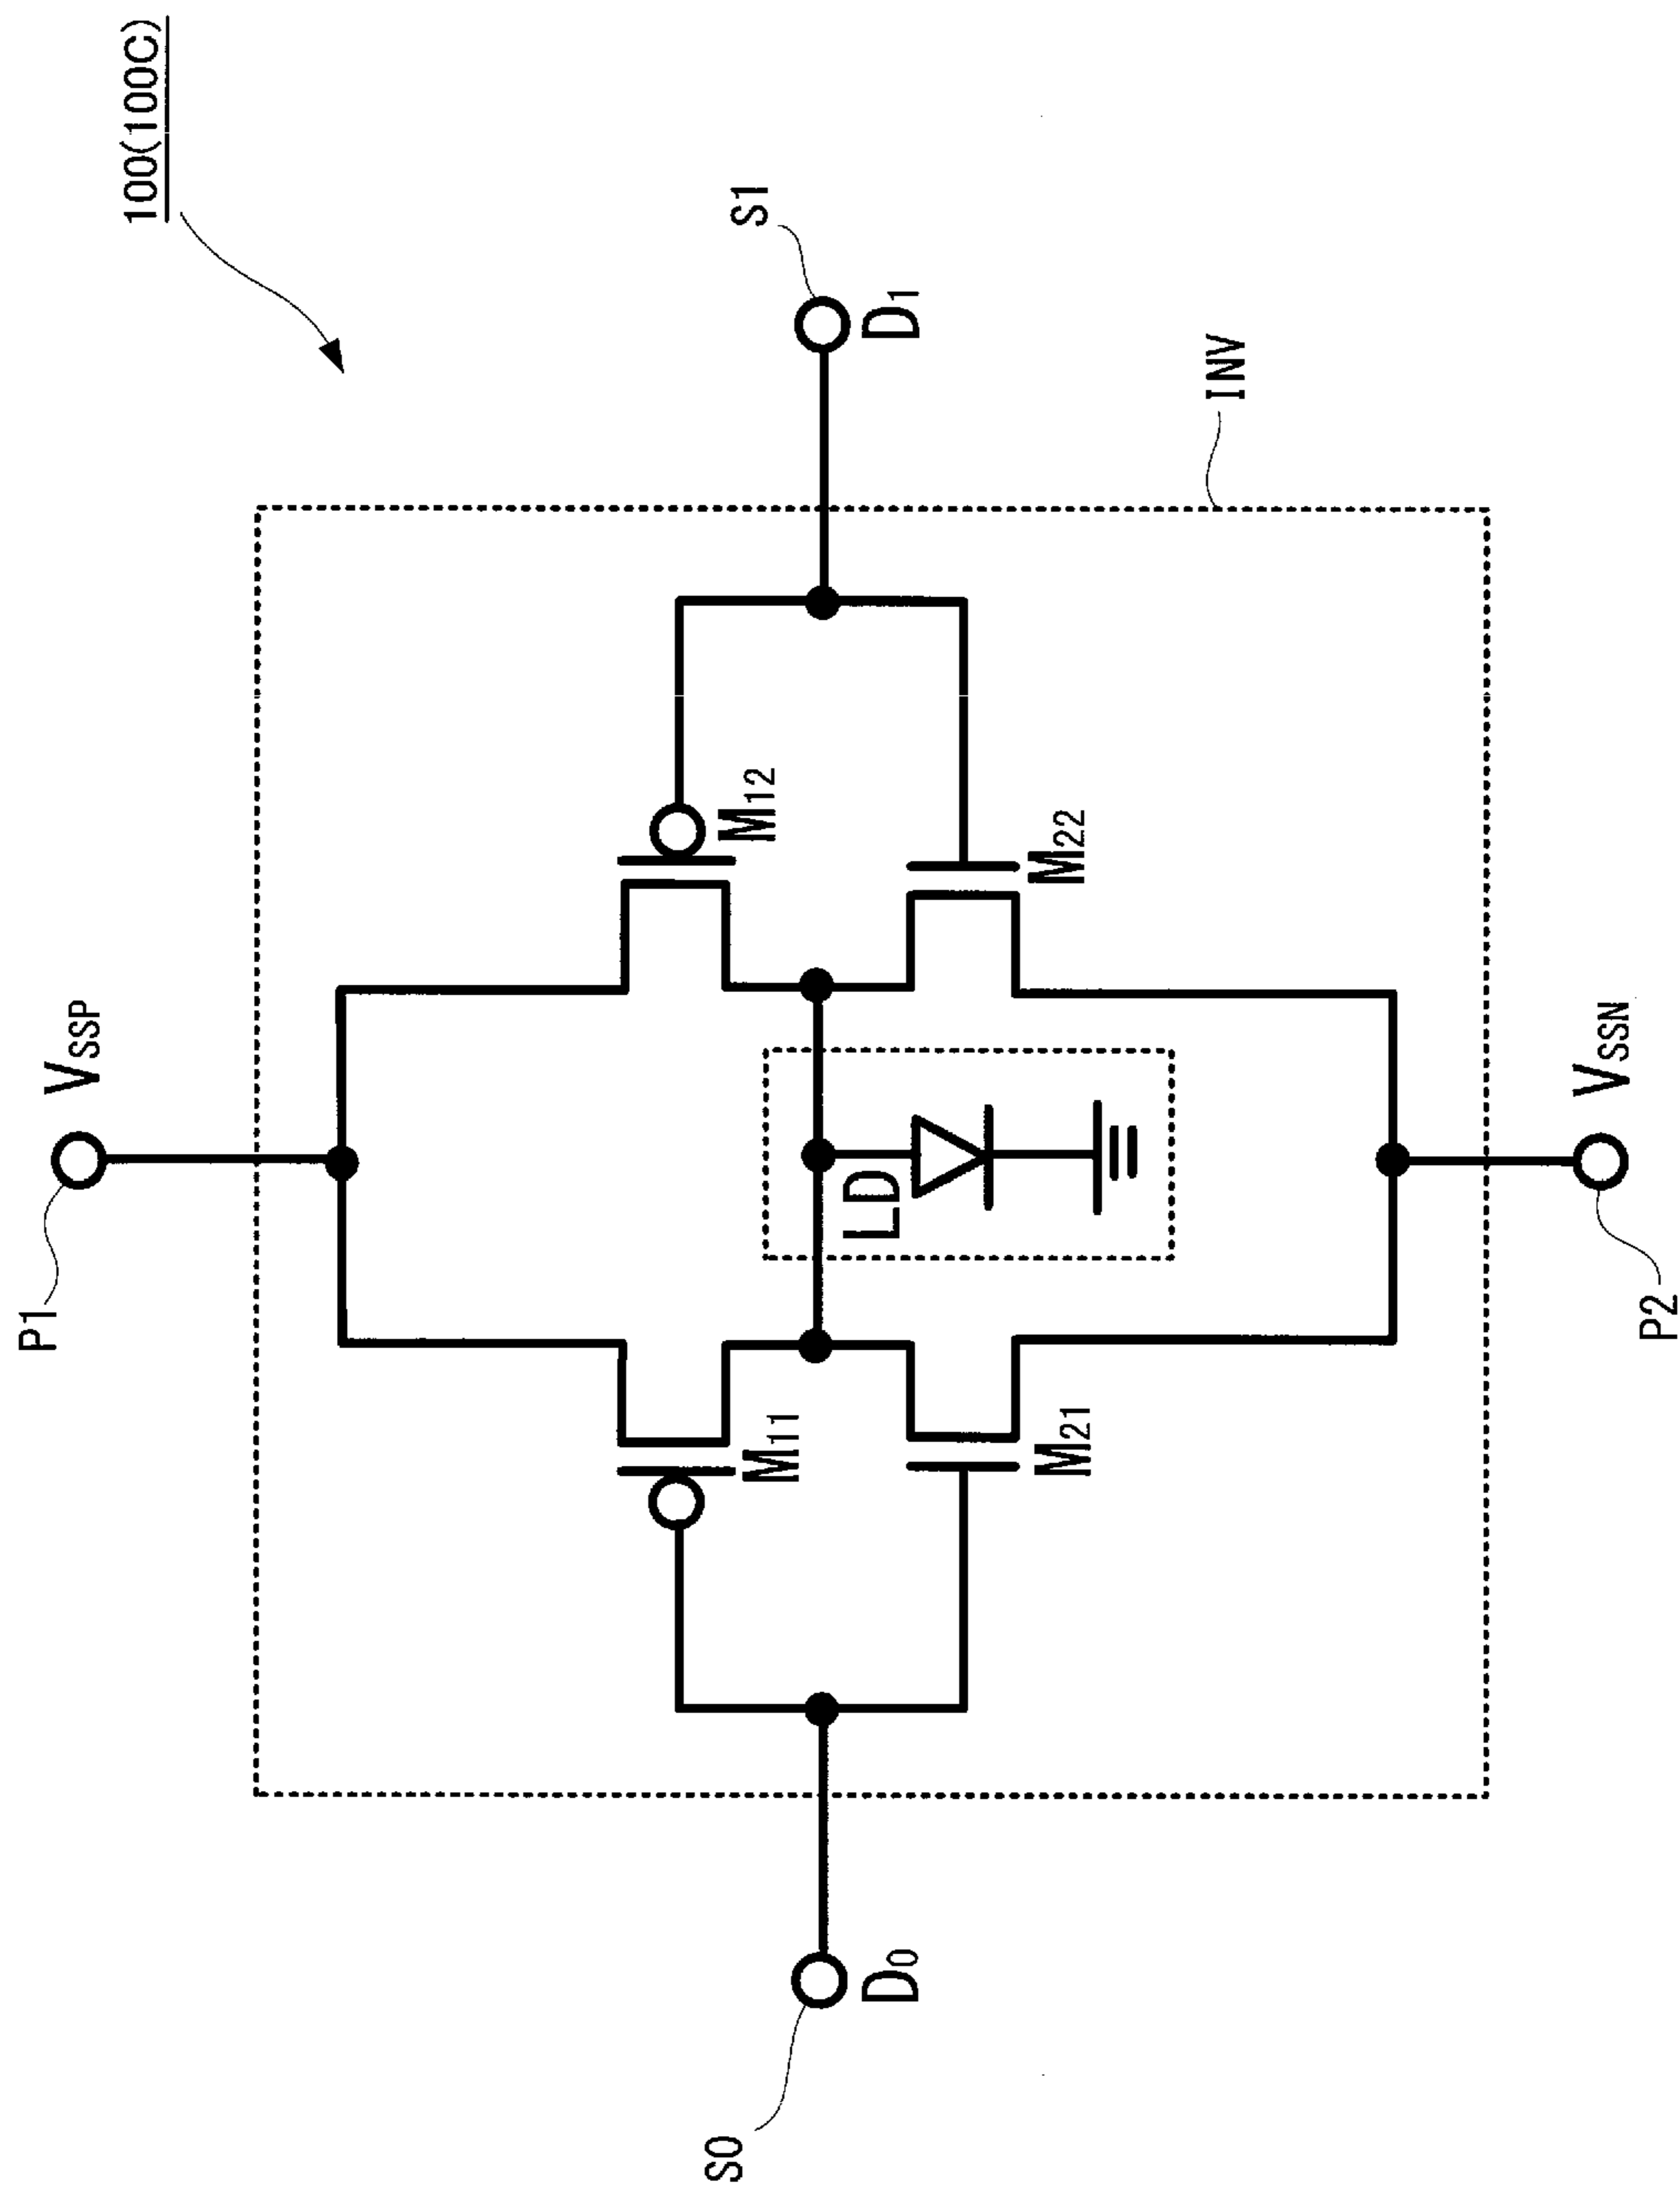 100(100C)
P1
VSSP
S1
D1
INV
M11
M12
LD
M21
M22
S0
D0
P2
VSSN